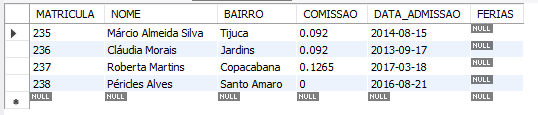 MATRICULA NOME BAIRRO COMISSAO DATA_ADMISSAO FERIAS
235 Márcio Almeida Silva Tijuca 0.092 2014-08-15 NULL
236 Cláudia Morais Jardins 0.092 2013-09-17 NULL
237 Roberta Martins Copacabana 0.1265 2017-03-18 NULL
238 Péricles Alves Santo Amaro 0 2016-08-21 NULL
NULL NULL NULL NULL NULL NULL